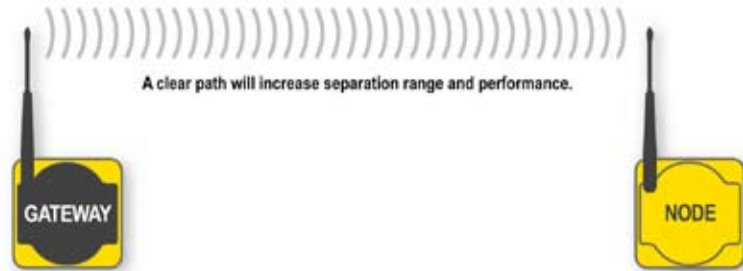 A clear path will increase separation range and performance.
GATEWAY
NODE